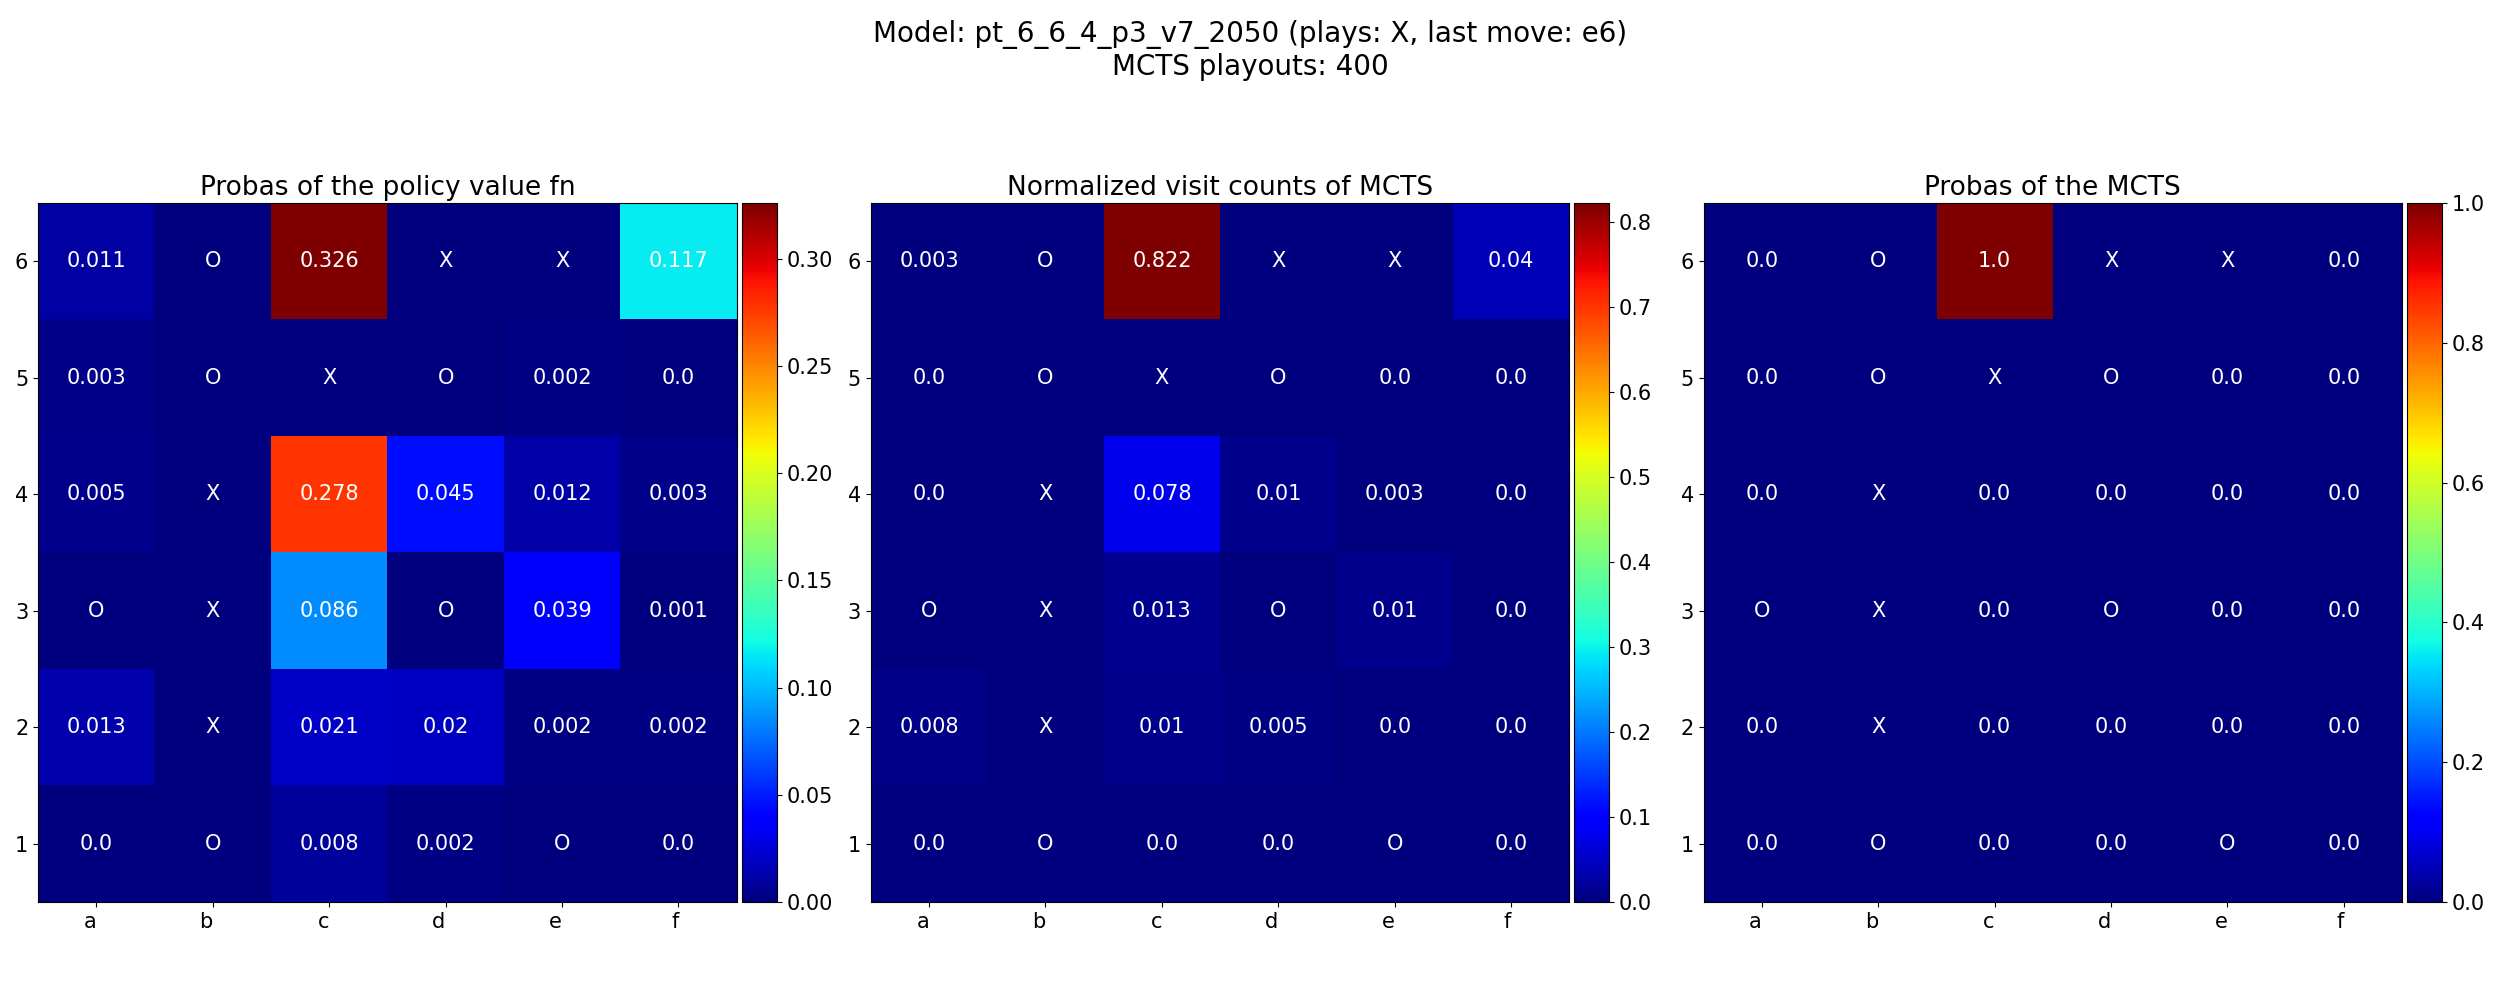 Model: pt_6_6_4_p3_v7_2050 (plays: X, last move: e6)
MCTS playouts: 400
Probas of the policy value fn
6 0.011 O 0.326 X X 0.117
5 0.003 O X O 0.002 0.0
4 0.005 X 0.278 0.045 0.012 0.003
3 O X 0.086 O 0.039 0.001
2 0.013 X 0.021 0.02 0.002 0.002
1 0.0 O 0.008 0.002 O 0.0
a b c d e f
0.30
0.25
0.20
0.15
0.10
0.05
0.00
Normalized visit counts of MCTS
6 0.003 O 0.822 X X 0.04
5 0.0 O X O 0.0 0.0
4 0.0 X 0.078 0.01 0.003 0.0
3 O X 0.013 O 0.01 0.0
2 0.008 X 0.01 0.005 0.0 0.0
1 0.0 O 0.0 0.0 O 0.0
a b c d e f
0.8
0.7
0.6
0.5
0.4
0.3
0.2
0.1
0.0
Probas of the MCTS
6 0.0 O 1.0 X X 0.0
5 0.0 O X O 0.0 0.0
4 0.0 X 0.0 0.0 0.0 0.0
3 O X 0.0 O 0.0 0.0
2 0.0 X 0.0 0.0 0.0 0.0
1 0.0 O 0.0 0.0 O 0.0
a b c d e f
1.0
0.8
0.6
0.4
0.2
0.0